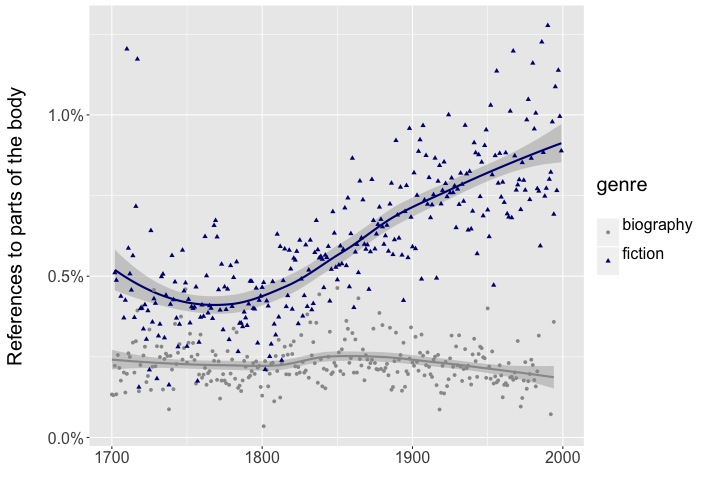 References to parts of the body
1.0%
0.5%
0.0%
1700 1800 1900 2000
genre
biography
fiction